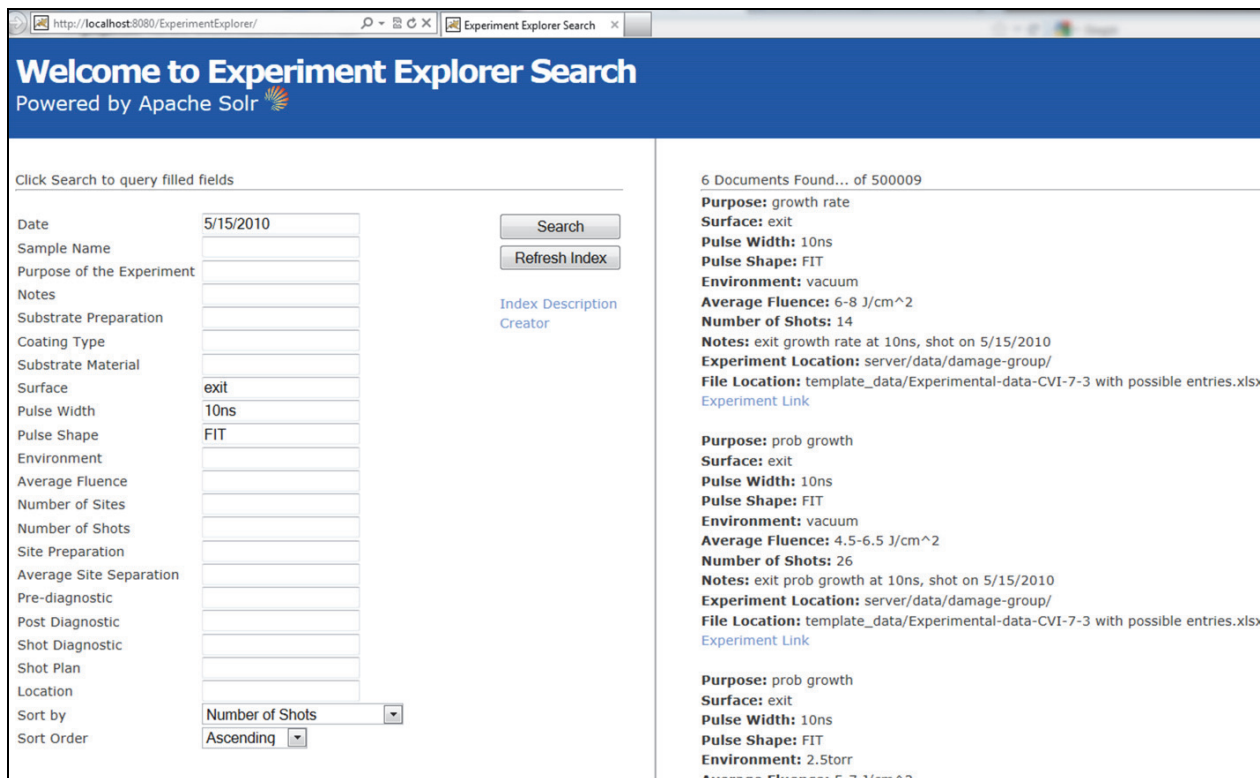 http://localhost:8080/ExperimentExplorer/
Experiment Explorer Search
Welcome to Experiment Explorer Search
Powered by Apache Solr
Click Search to query filled fields
Date 5/15/2010
Sample Name
Purpose of the Experiment
Notes
Substrate Preparation
Coating Type
Substrate Material
Surface exit
Pulse Width 10ns
Pulse Shape FIT
Environment
Average Fluence
Number of Sites
Number of Shots
Site Preparation
Average Site Separation
Pre-diagnostic
Post Diagnostic
Shot Diagnostic
Shot Plan
Location
Sort by Number of Shots
Sort Order Ascending
Search
Refresh Index
Index Description
Creator
6 Documents Found... of 500009
Purpose: growth rate
Surface: exit
Pulse Width: 10ns
Pulse Shape: FIT
Environment: vacuum
Average Fluence: 6-8 J/cm^2
Number of Shots: 14
Notes: exit growth rate at 10ns, shot on 5/15/2010
Experiment Location: server/data/damage-group/
File Location: template_data/Experimental-data-CVI-7-3 with possible entries.xlsx
Experiment Link
Purpose: prob growth
Surface: exit
Pulse Width: 10ns
Pulse Shape: FIT
Environment: vacuum
Average Fluence: 4.5-6.5 J/cm^2
Number of Shots: 26
Notes: exit prob growth at 10ns, shot on 5/15/2010
Experiment Location: server/data/damage-group/
File Location: template_data/Experimental-data-CVI-7-3 with possible entries.xlsx
Experiment Link
Purpose: prob growth
Surface: exit
Pulse Width: 10ns
Pulse Shape: FIT
Environment: 2.5torr
Average Fluence: 5-7 J/cm^2